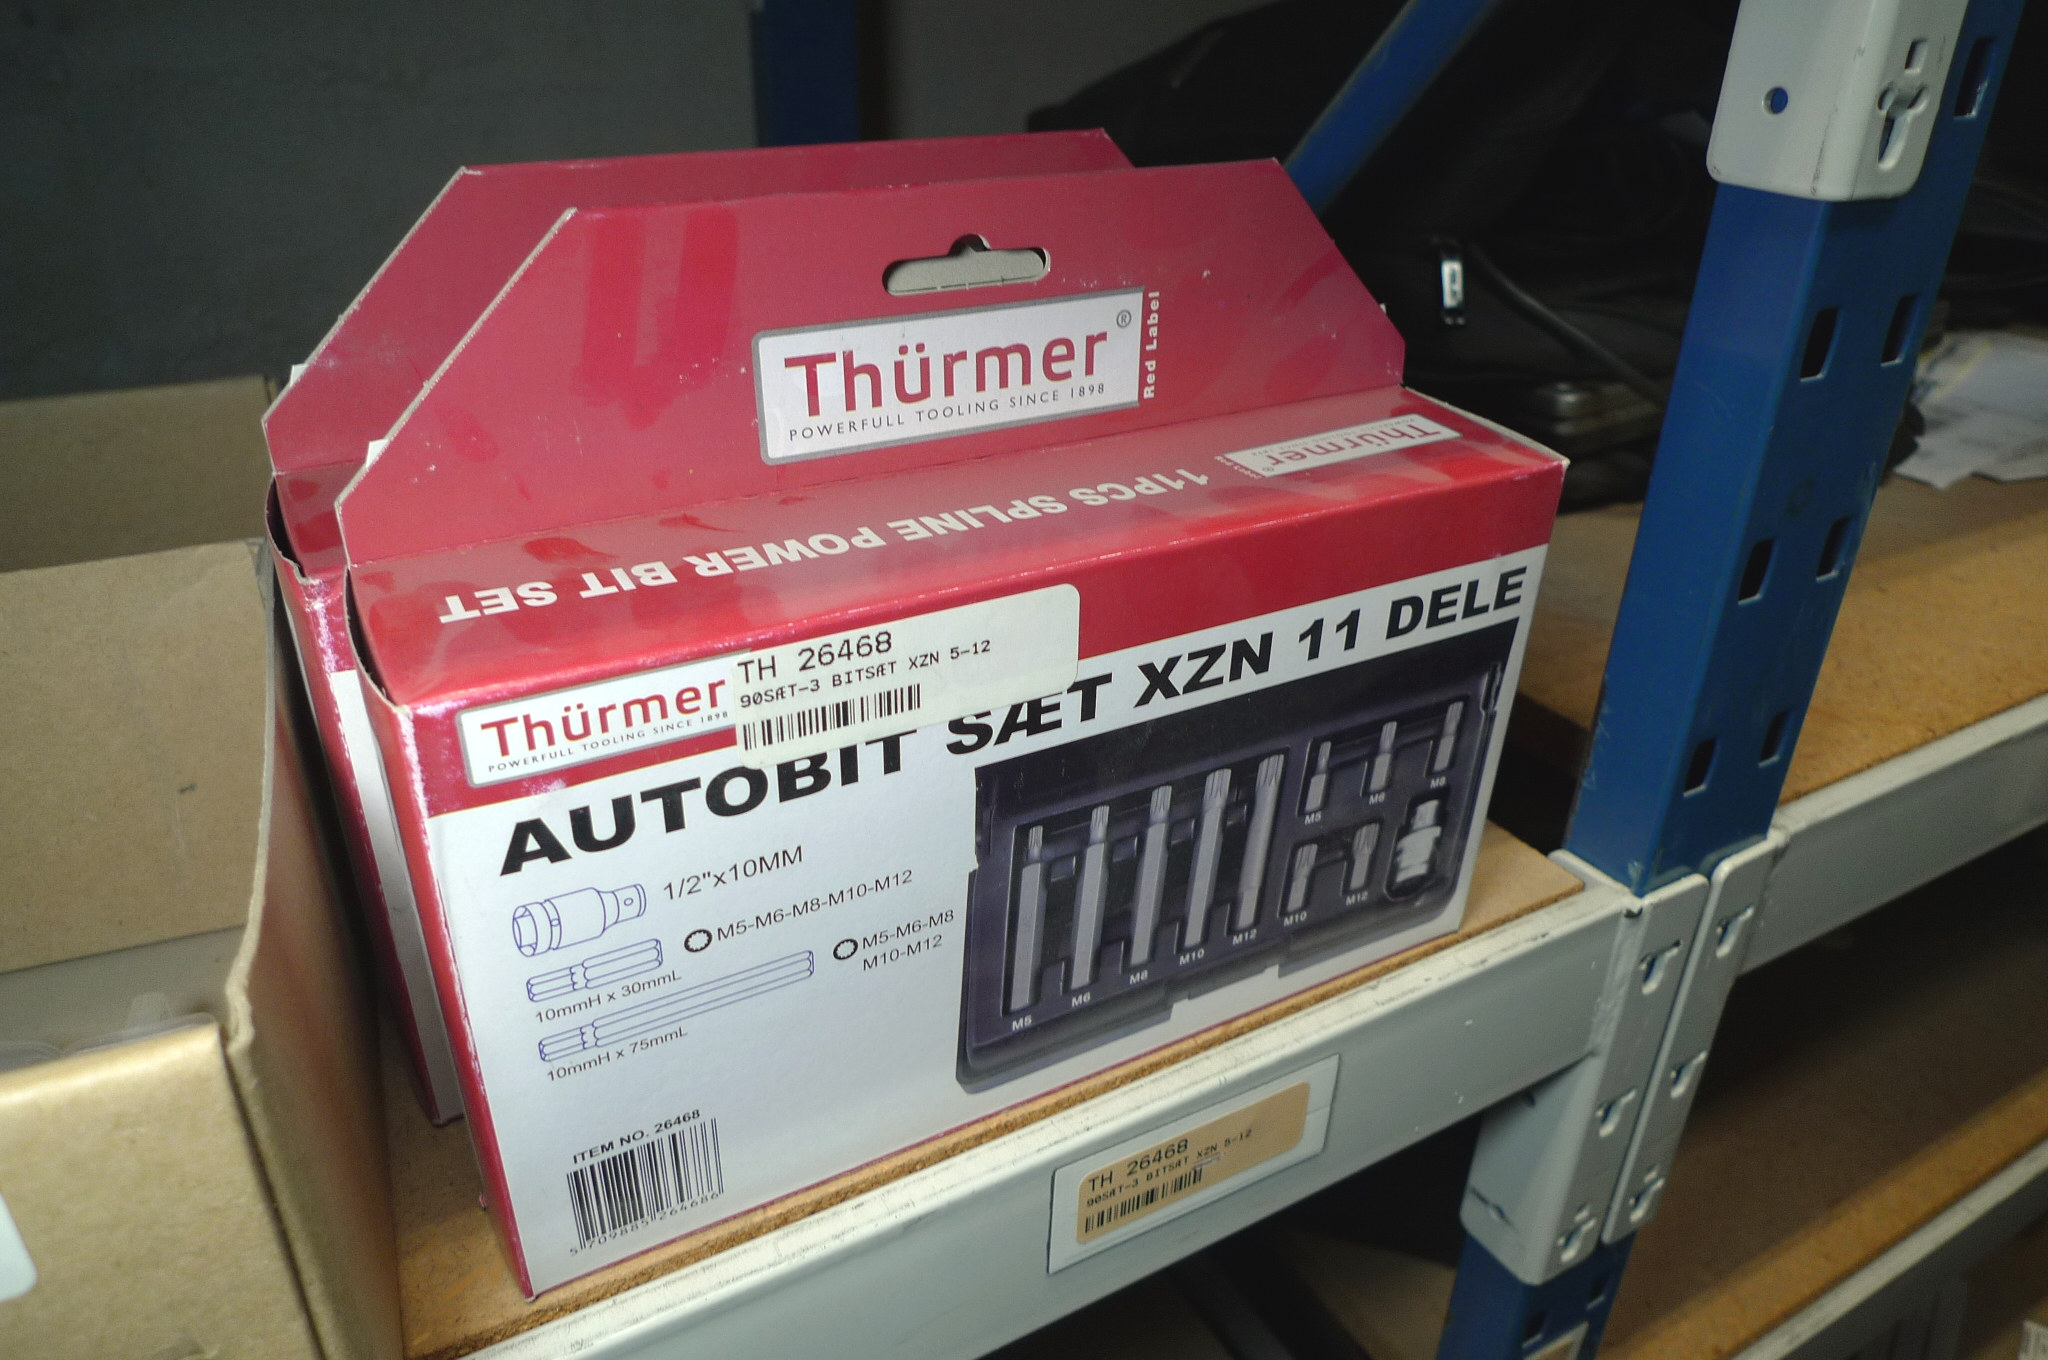 Thürmer®
POWERFULL TOOLING SINCE 1898
Red Label
Thürmer®
11PCS SPLINE POWER BIT SET
TH 26468
90SÆT-3 BITSÆT XZN 5-12
Thürmer
POWERFULL TOOLING SINCE 1898
AUTOBIT SÆT XZN 11 DELE
1/2"x10MM
M5-M6-M8-M10-M12
10mmH x 30mmL
M5-M6-M8
M10-M12
10mmH x 75mmL
M5
M6
M8
M10
M12
M5
M6
M8
M10
M12
ITEM NO. 26468
5 709885 264686
TH 26468
90SÆT-3 BITSÆT XZN 5-12